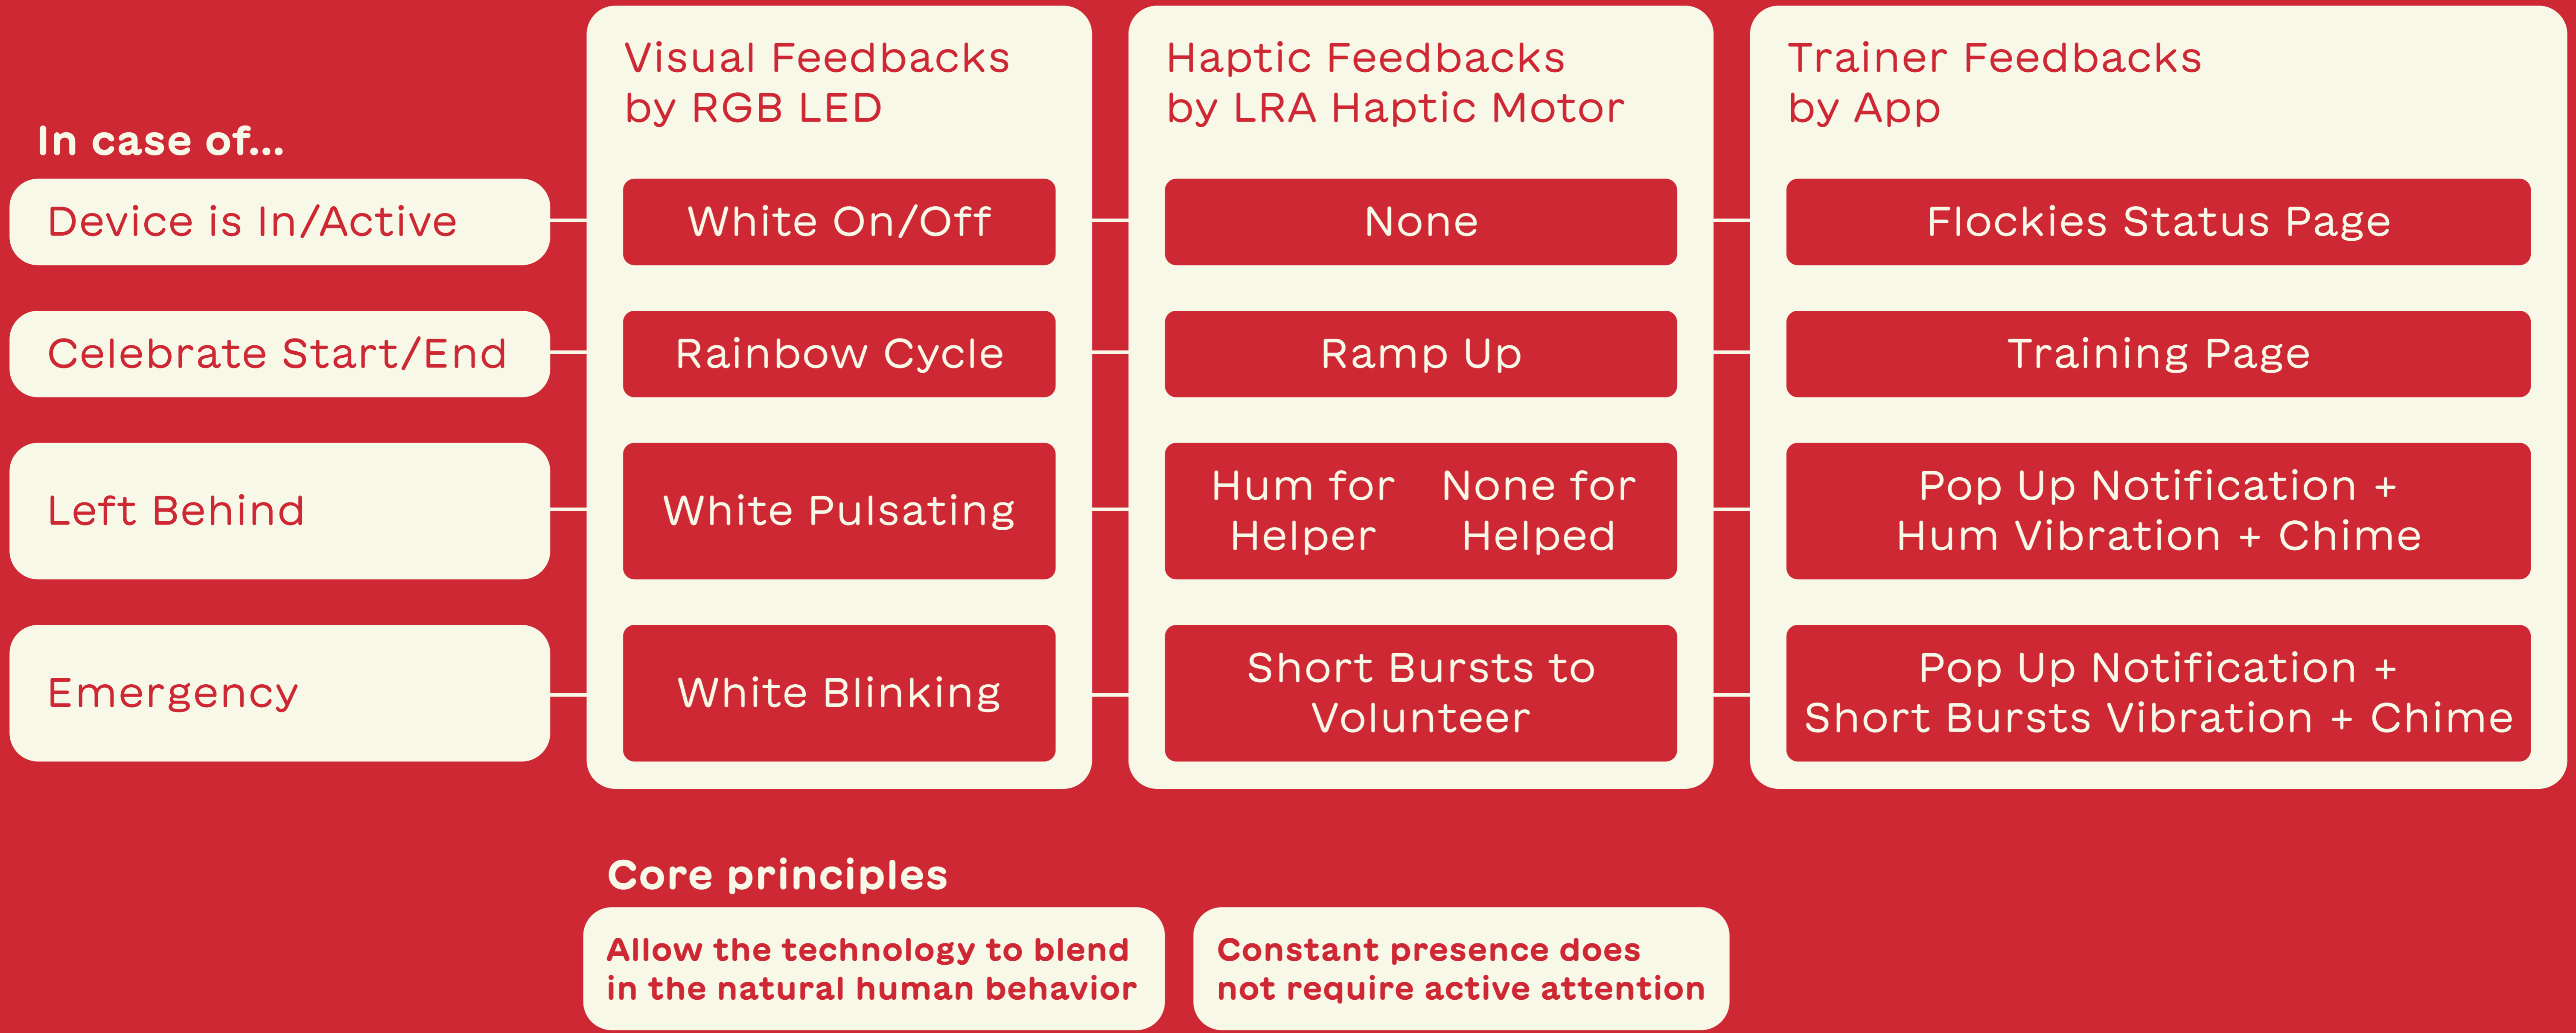 In case of...
Visual Feedbacks
by RGB LED
Haptic Feedbacks
by LRA Haptic Motor
Trainer Feedbacks
by App
Device is In/Active
White On/Off
None
Flockies Status Page
Celebrate Start/End
Rainbow Cycle
Ramp Up
Training Page
Left Behind
White Pulsating
Hum for
Helper
None for
Helped
Pop Up Notification +
Hum Vibration + Chime
Emergency
White Blinking
Short Bursts to
Volunteer
Pop Up Notification +
Short Bursts Vibration + Chime
Core principles
Allow the technology to blend
in the natural human behavior
Constant presence does
not require active attention